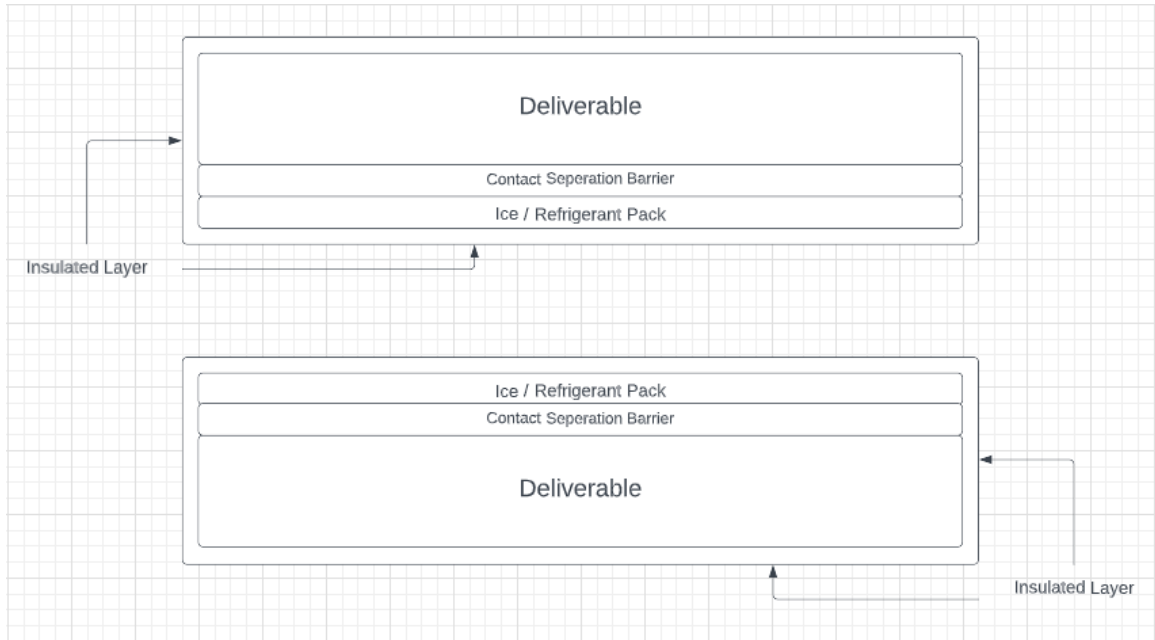 Deliverable
Contact Seperation Barrier
Ice / Refrigerant Pack
Insulated Layer
Ice / Refrigerant Pack
Contact Seperation Barrier
Deliverable
Insulated Layer